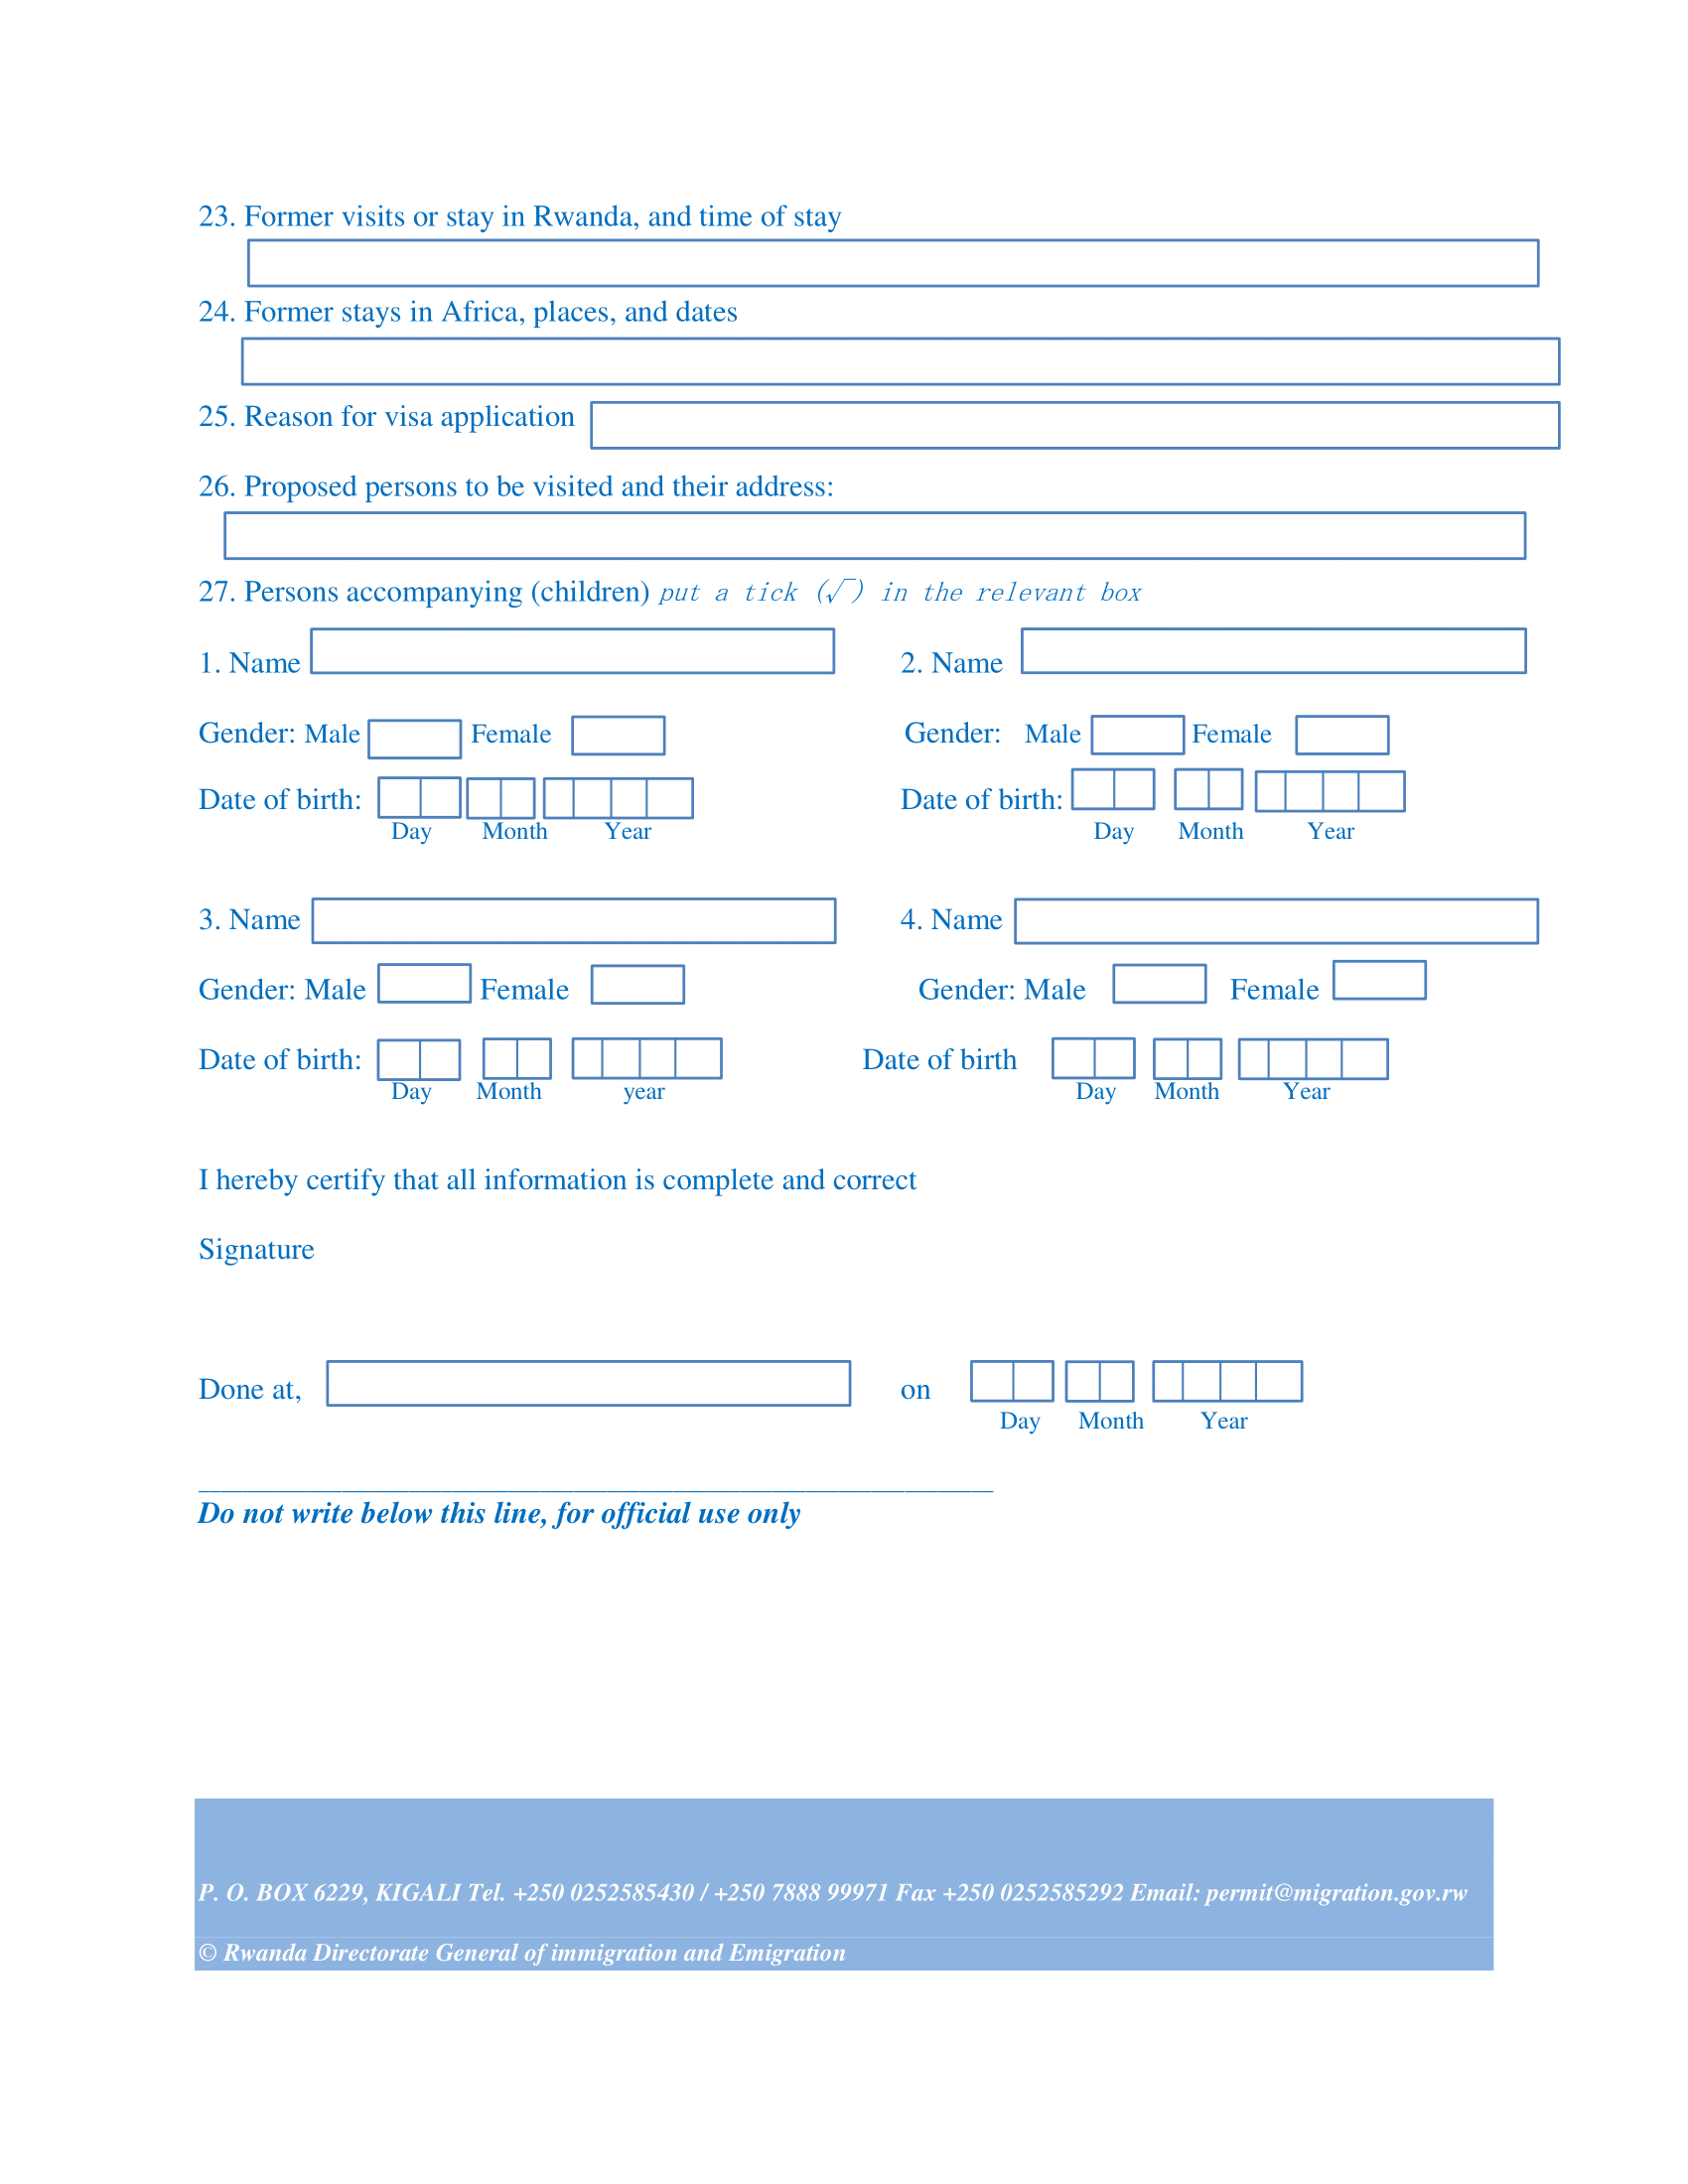 23. Former visits or stay in Rwanda, and time of stay
24. Former stays in Africa, places, and dates
25. Reason for visa application
26. Proposed persons to be visited and their address:
27. Persons accompanying (children) put a tick (√) in the relevant box
1. Name 2. Name
Gender: Male Female Gender: Male Female
Date of birth: Date of birth:
Day Month Year Day Month Year
3. Name 4. Name
Gender: Male Female Gender: Male Female
Date of birth: Date of birth
Day Month year Day Month Year
I hereby certify that all information is complete and correct
Signature
Done at, on
Day Month Year
Do not write below this line, for official use only
P. O. BOX 6229, KIGALI Tel. +250 0252585430 / +250 7888 99971 Fax +250 0252585292 Email: permit@migration.gov.rw
© Rwanda Directorate General of immigration and Emigration